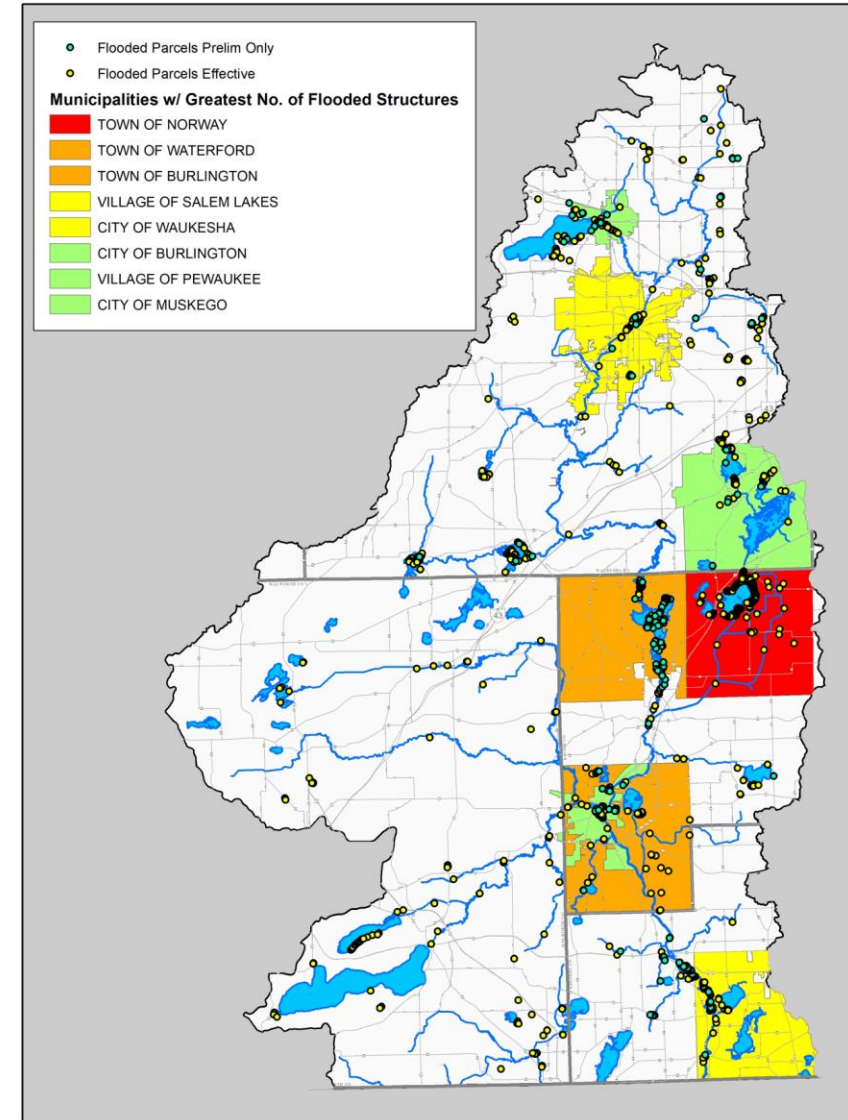 Flooded Parcels Prelim Only
Flooded Parcels Effective
Municipalities w/ Greatest No. of Flooded Structures
TOWN OF NORWAY
TOWN OF WATERFORD
TOWN OF BURLINGTON
VILLAGE OF SALEM LAKES
CITY OF WAUKESHA
CITY OF BURLINGTON
VILLAGE OF PEWAUKEE
CITY OF MUSKEGO
43
43